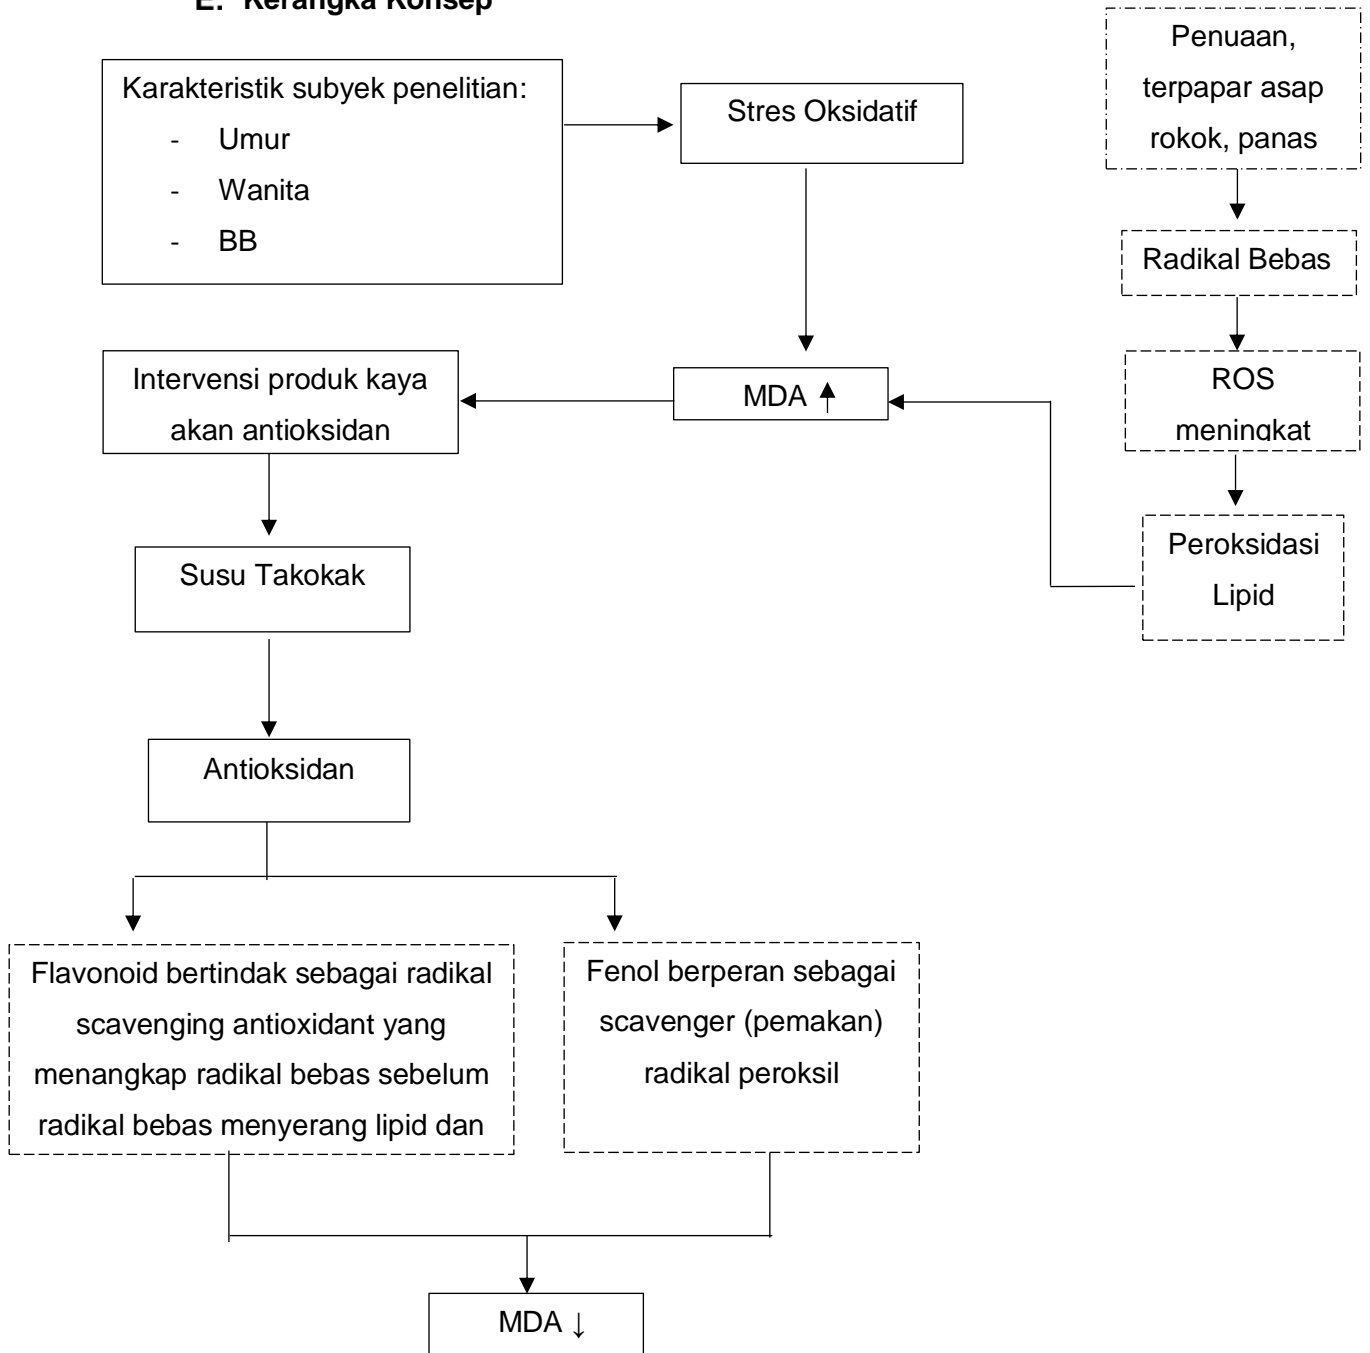 E. Kerangka Konsep
Karakteristik subyek penelitian:
- Umur
- Wanita
- BB
Stres Oksidatif
Penuaan,
terpapar asap
rokok, panas
Radikal Bebas
ROS
meningkat
Peroksidasi
Lipid
MDA ↑
Intervensi produk kaya
akan antioksidan
Susu Takokak
Antioksidan
Flavonoid bertindak sebagai radikal
scavenging antioxidant yang
menangkap radikal bebas sebelum
radikal bebas menyerang lipid dan
Fenol berperan sebagai
scavenger (pemakan)
radikal peroksil
MDA ↓